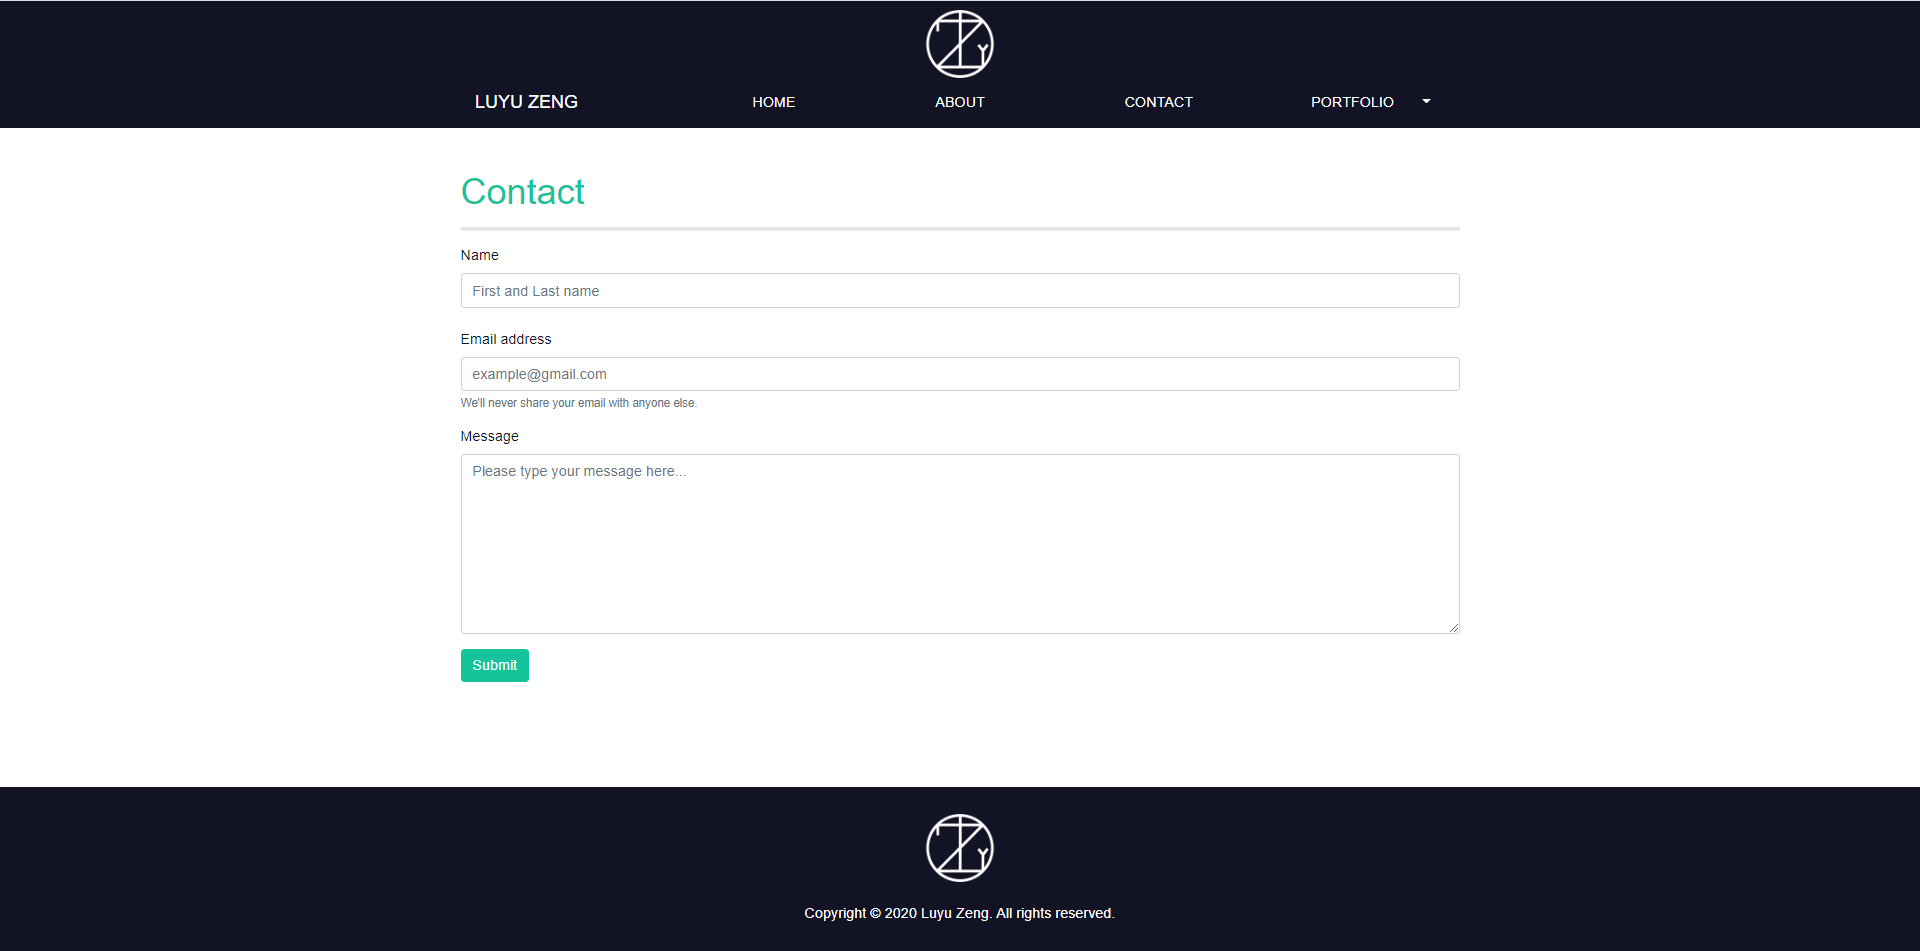 LUYU ZENG HOME ABOUT CONTACT PORTFOLIO
Contact
Name
First and Last name
Email address
example@gmail.com
We'll never share your email with anyone else.
Message
Please type your message here...
Submit
Copyright © 2020 Luyu Zeng. All rights reserved.